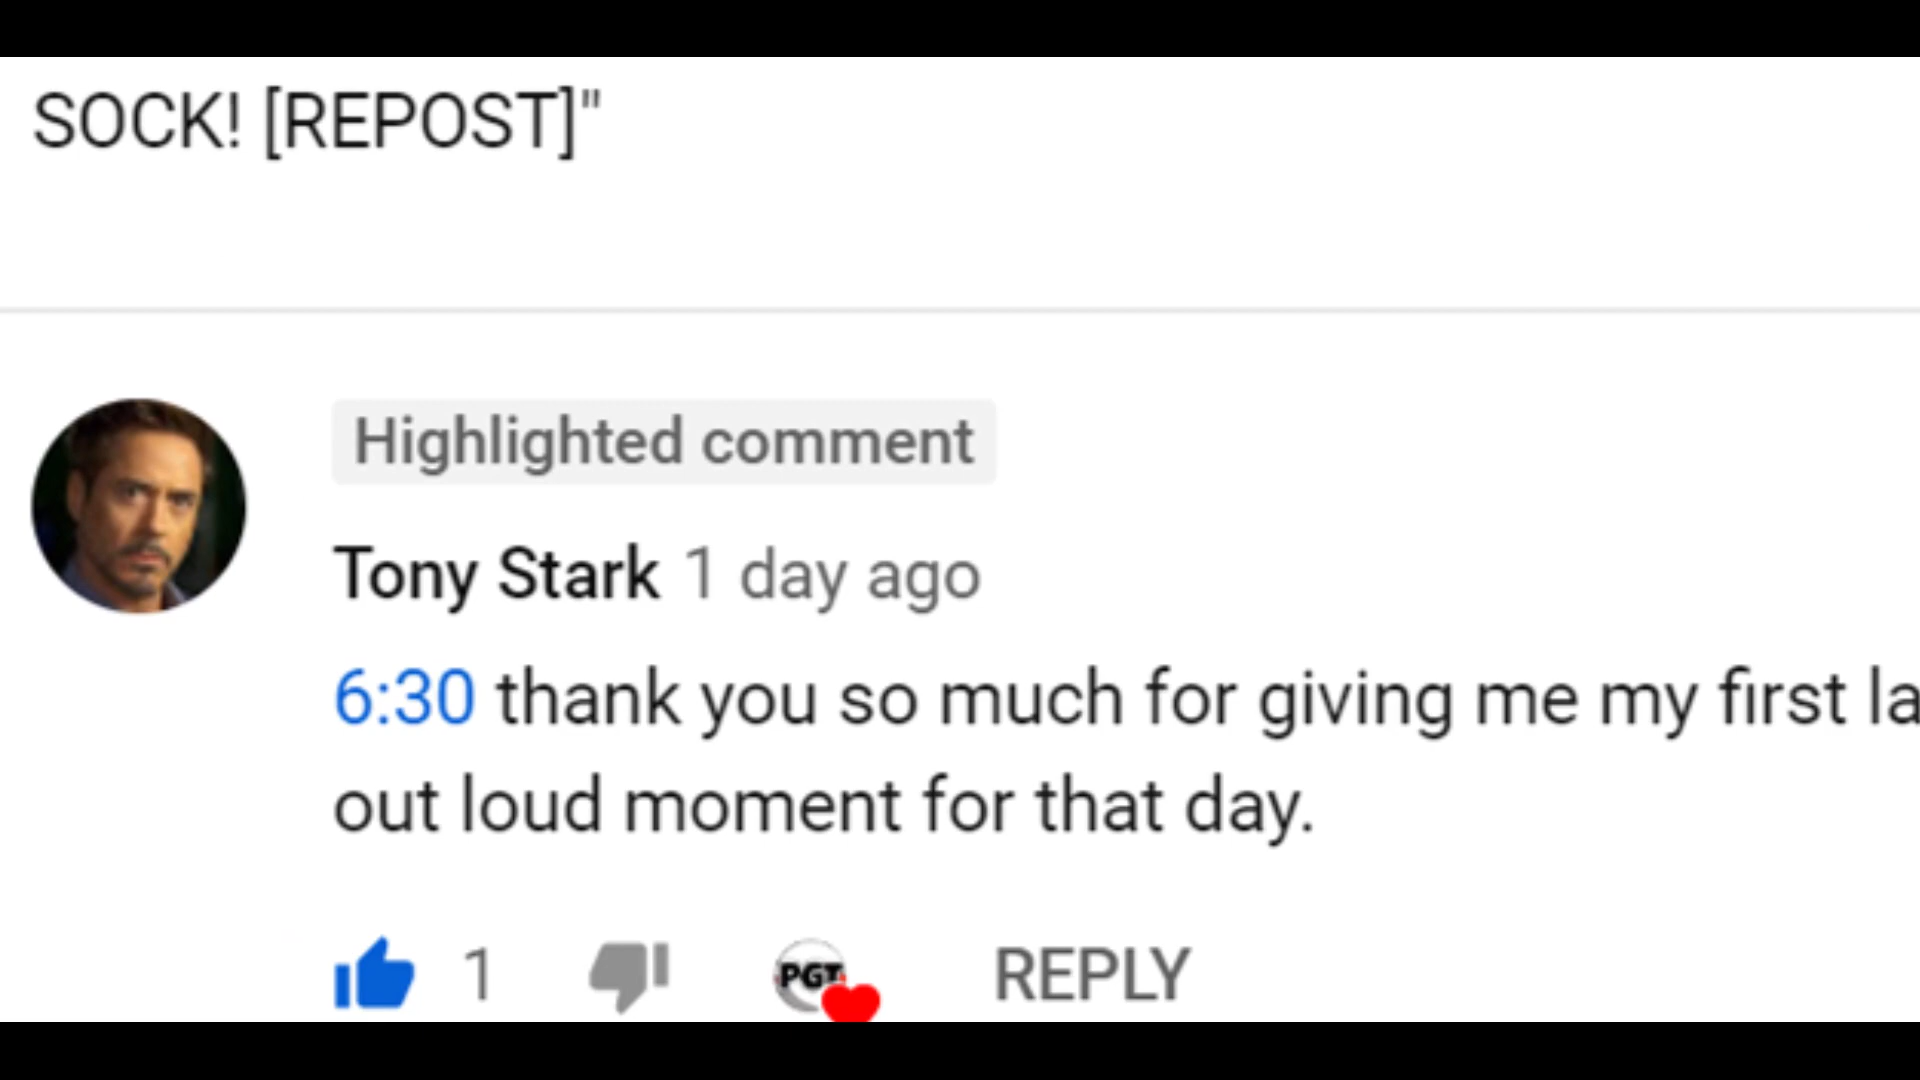 SOCK! [REPOST]"
Highlighted comment
Tony Stark 1 day ago
6:30 thank you so much for giving me my first la
out loud moment for that day.
1 PGT REPLY